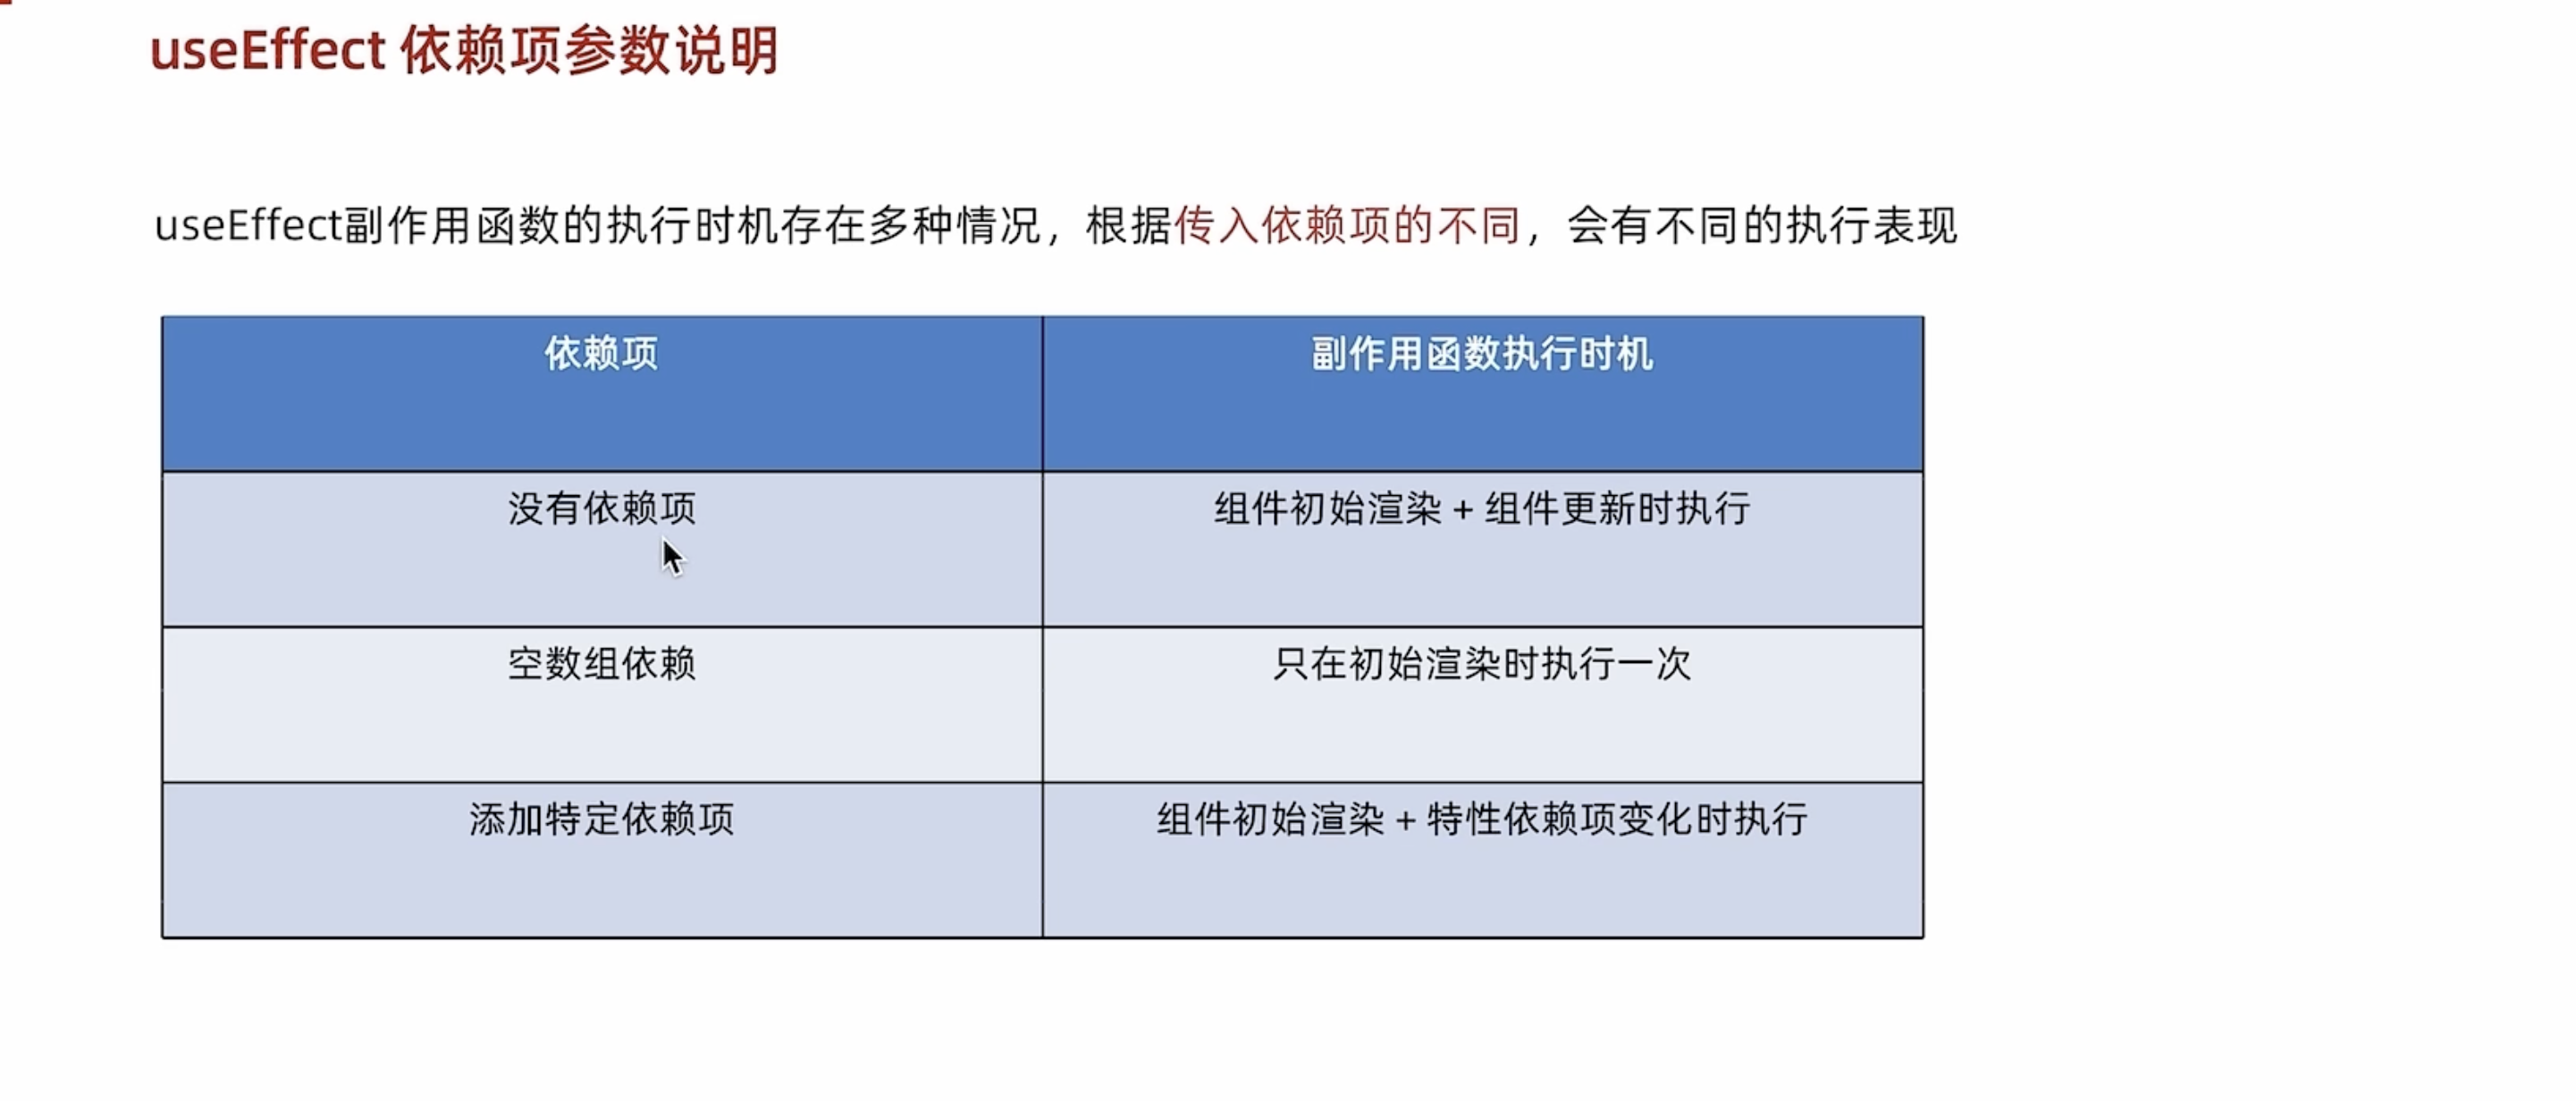 useEffect 依赖项参数说明
useEffect副作用函数的执行时机存在多种情况，根据传入依赖项的不同，会有不同的执行表现
依赖项
副作用函数执行时机
没有依赖项
组件初始渲染 + 组件更新时执行
空数组依赖
只在初始渲染时执行一次
添加特定依赖项
组件初始渲染 + 特性依赖项变化时执行